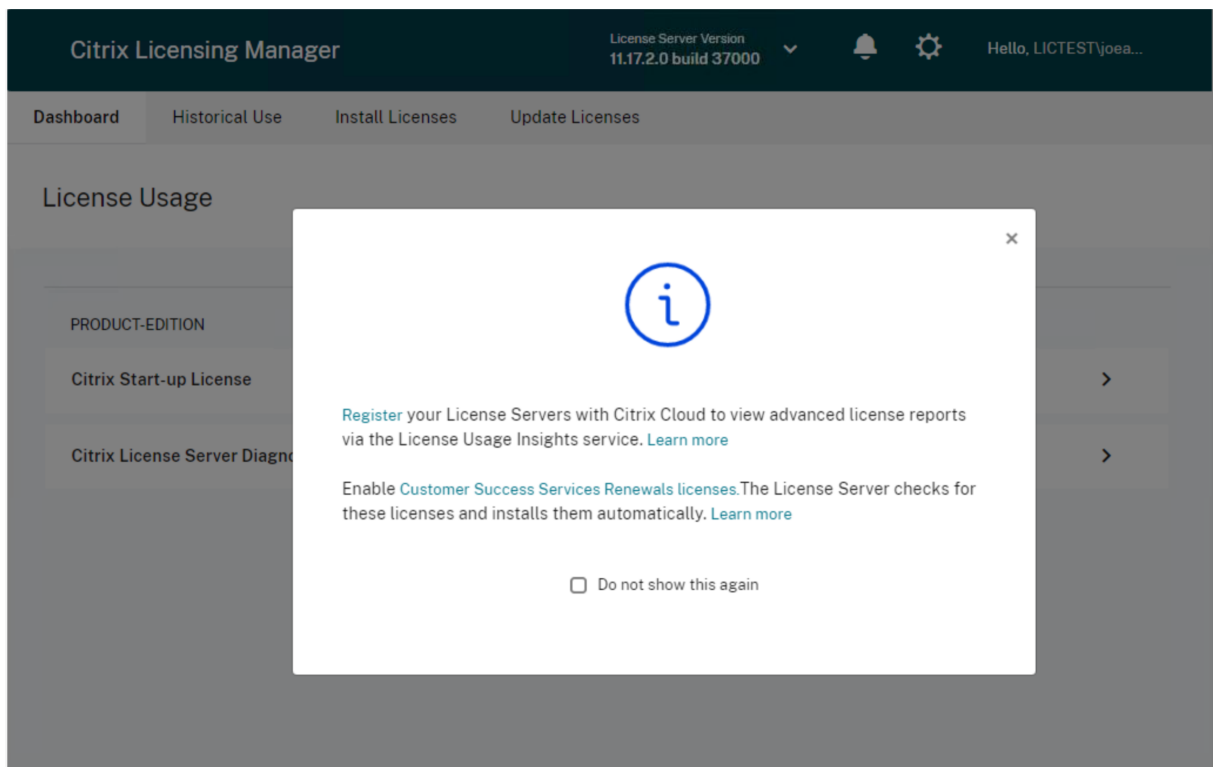 Citrix Licensing Manager
License Server Version
11.17.2.0 build 37000
Hello, LICTEST\joea...
Dashboard
Historical Use
Install Licenses
Update Licenses
License Usage
PRODUCT-EDITION
Citrix Start-up License
Citrix License Server Diagno
Register your License Servers with Citrix Cloud to view advanced license reports
via the License Usage Insights service. Learn more
Enable Customer Success Services Renewals licenses.The License Server checks for
these licenses and installs them automatically. Learn more
Do not show this again